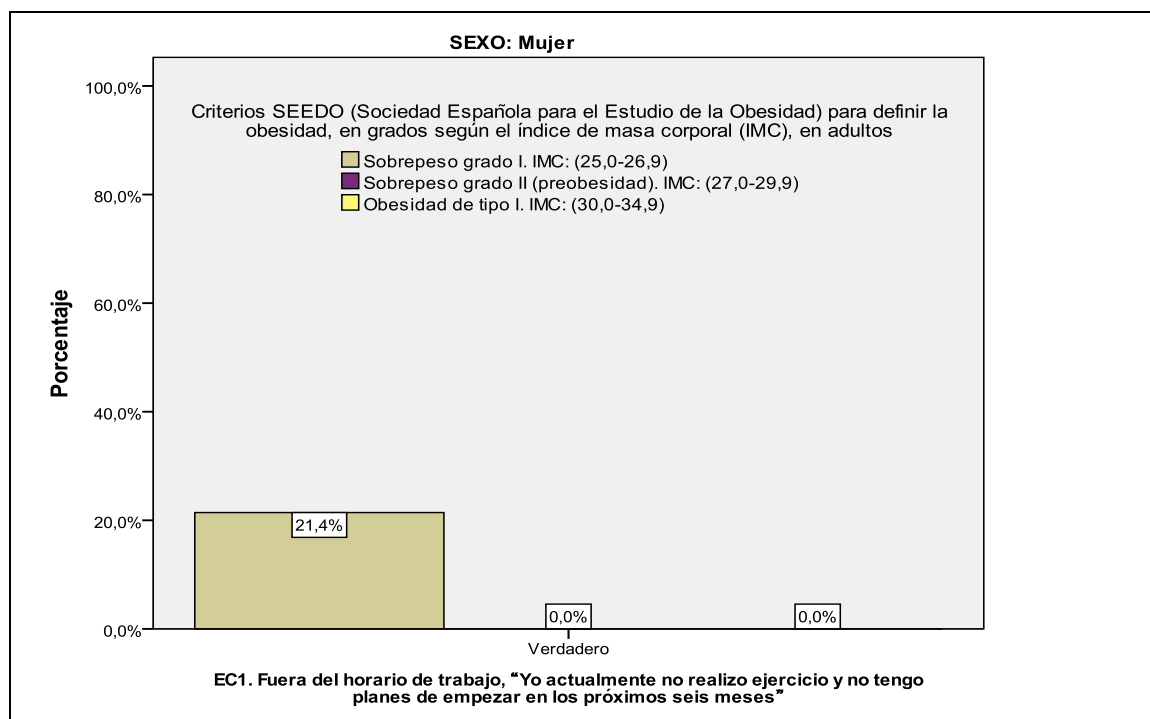 SEXO: Mujer
100,0%
Criterios SEEDO (Sociedad Española para el Estudio de la Obesidad) para definir la
obesidad, en grados según el índice de masa corporal (IMC), en adultos
Sobrepeso grado I. IMC: (25,0-26,9)
Sobrepeso grado II (preobesidad). IMC: (27,0-29,9)
Obesidad de tipo I. IMC: (30,0-34,9)
80,0%
60,0%
Porcentaje
40,0%
20,0%
21,4%
0,0%
0,0%
0,0%
Verdadero
EC1. Fuera del horario de trabajo, “Yo actualmente no realizo ejercicio y no tengo
planes de empezar en los próximos seis meses”